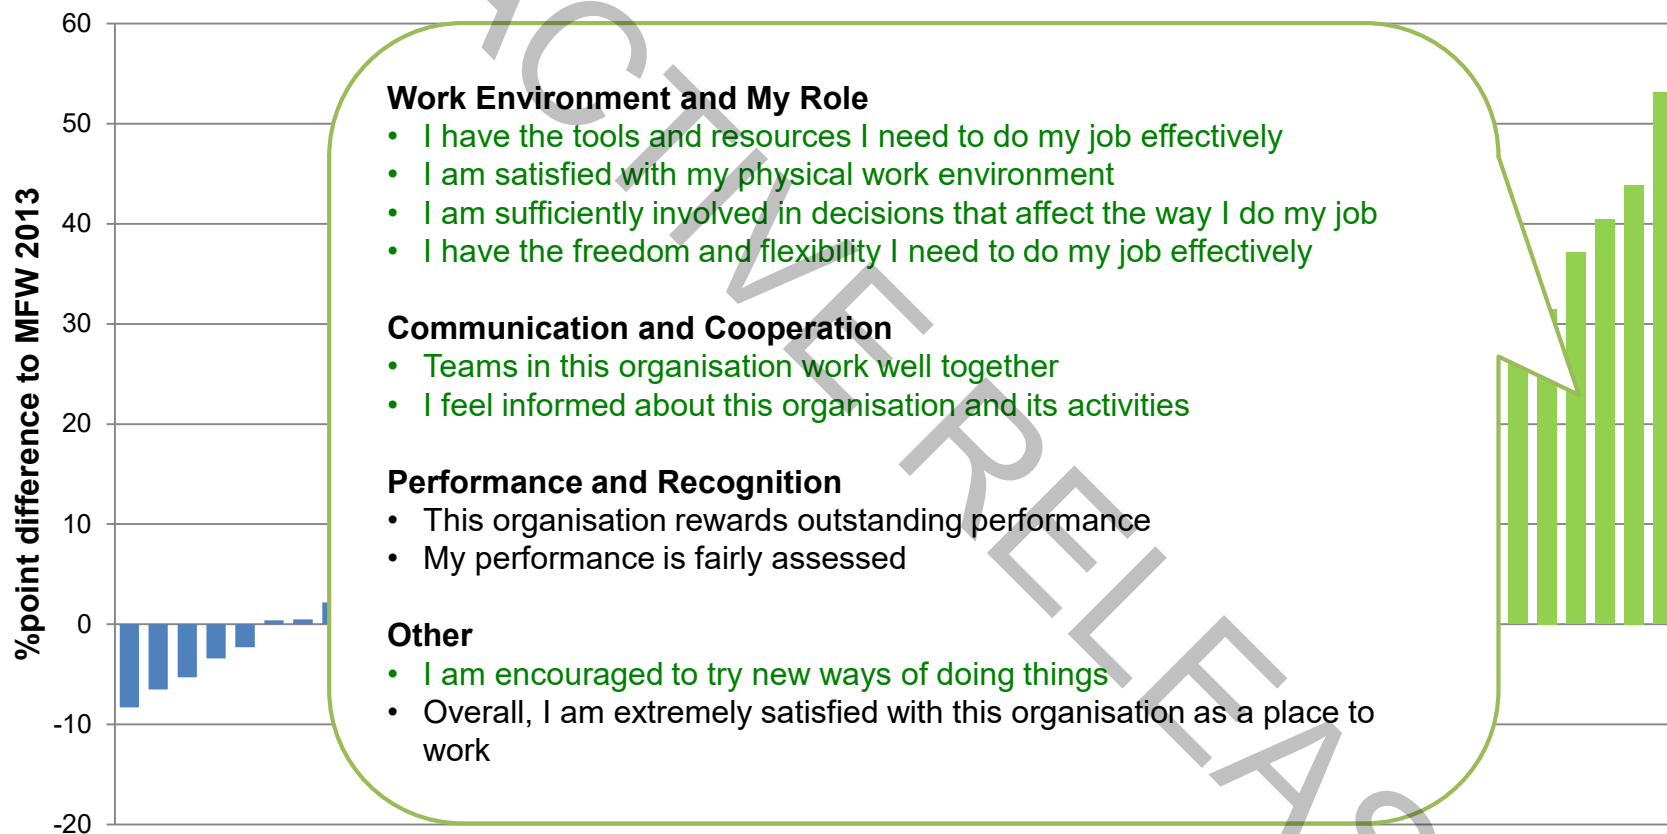 60
50
40
30
20
10
0
-10
-20
%point difference to MFW 2013
Work Environment and My Role
• I have the tools and resources I need to do my job effectively
• I am satisfied with my physical work environment
• I am sufficiently involved in decisions that affect the way I do my job
• I have the freedom and flexibility I need to do my job effectively
Communication and Cooperation
• Teams in this organisation work well together
• I feel informed about this organisation and its activities
Performance and Recognition
• This organisation rewards outstanding performance
• My performance is fairly assessed
Other
• I am encouraged to try new ways of doing things
• Overall, I am extremely satisfied with this organisation as a place to
work
ACTIVE RELEAS